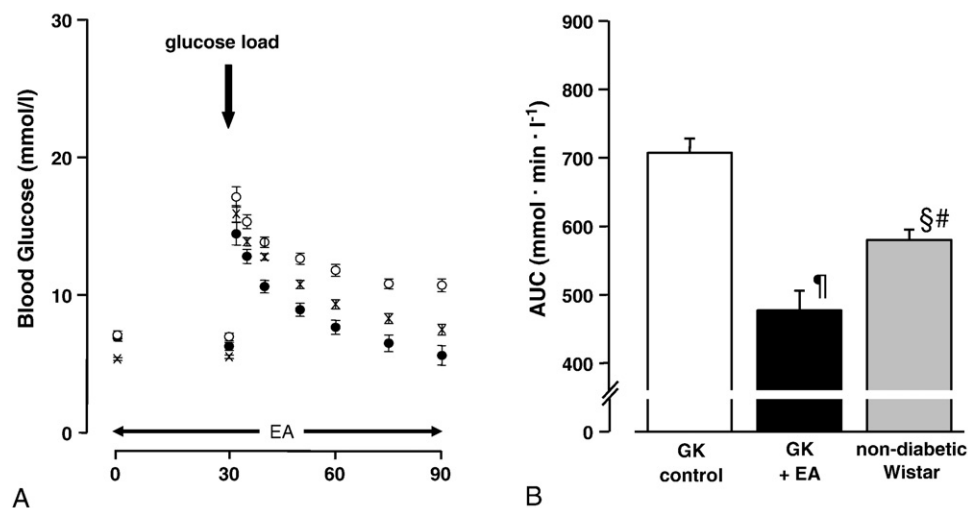 glucose load
Blood Glucose (mmol/l)
30
20
10
0
EA
0
30
60
90
A
AUC (mmol · min · l⁻¹)
900
800
700
600
500
400
0
¶
§#
GK
control
GK
+ EA
non-diabetic
Wistar
B